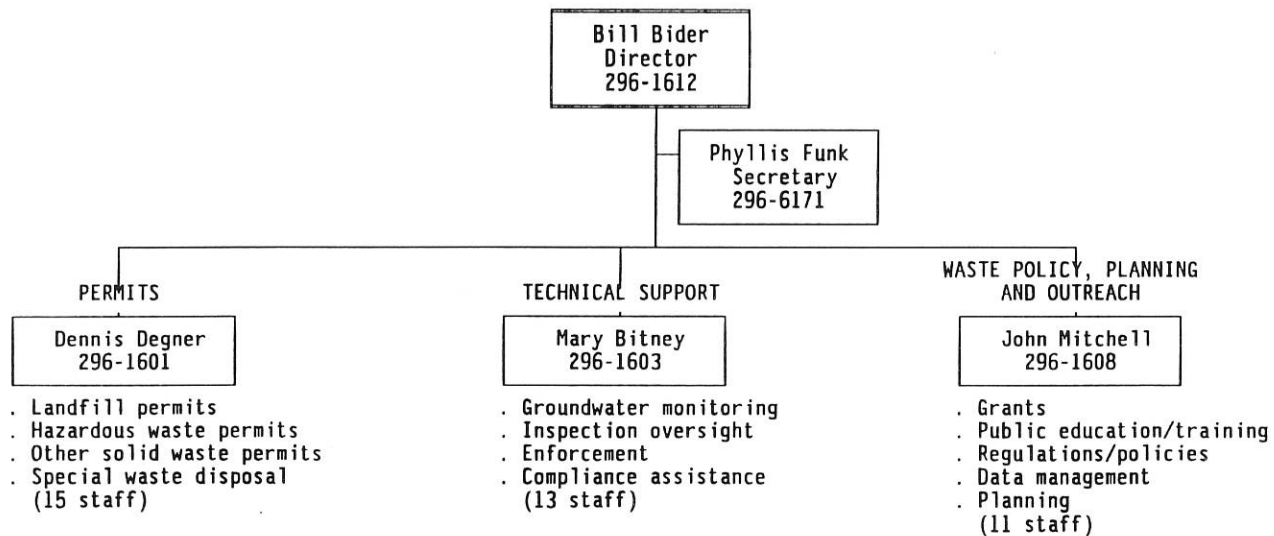 Bill Bider
Director
296-1612
Phyllis Funk
Secretary
296-6171
PERMITS
Dennis Degner
296-1601
. Landfill permits
. Hazardous waste permits
. Other solid waste permits
. Special waste disposal
(15 staff)
TECHNICAL SUPPORT
Mary Bitney
296-1603
. Groundwater monitoring
. Inspection oversight
. Enforcement
. Compliance assistance
(13 staff)
WASTE POLICY, PLANNING
AND OUTREACH
John Mitchell
296-1608
. Grants
. Public education/training
. Regulations/policies
. Data management
. Planning
(11 staff)